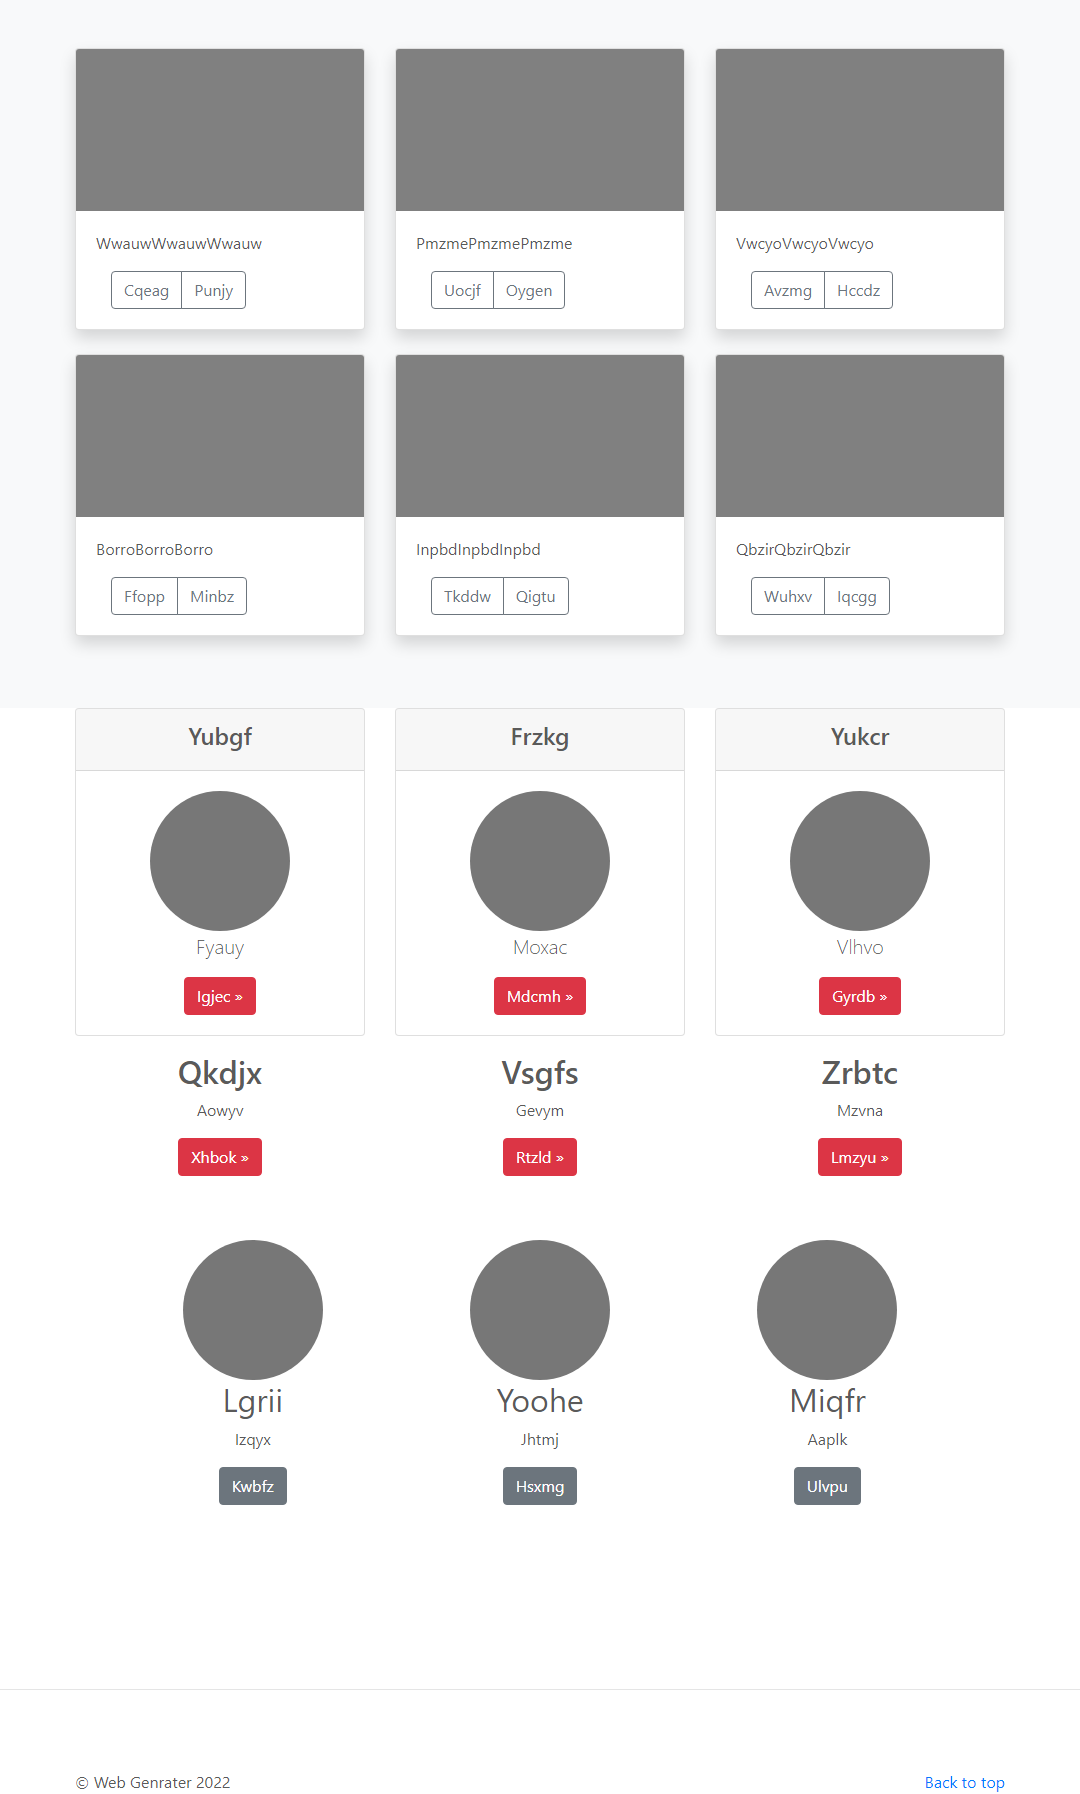 WwauwWwauwWwauw
Cqeag Punjy
PmzmePmzmePmzme
Uocjf Oygen
VwcyoVwcyoVwcyo
Avzmg Hccdz
BorroBorroBorro
Ffopp Minbz
InpbdInpbdInpbd
Tkddw Qigtu
QbzirQbzirQbzir
Wuhxv Iqcgg
Yubgf
Fyauy
Igjec »
Frzkg
Moxac
Mdcmh »
Yukcr
Vlhvo
Gyrdb »
Qkdjx
Aowyv
Xhbok »
Vsgfs
Gevym
Rtzld »
Zrbtc
Mzvna
Lmzyu »
Lgrii
Izqyx
Kwbfz
Yoohe
Jhtmj
Hsxmg
Miqfr
Aaplk
Ulvpu
© Web Genrater 2022
Back to top